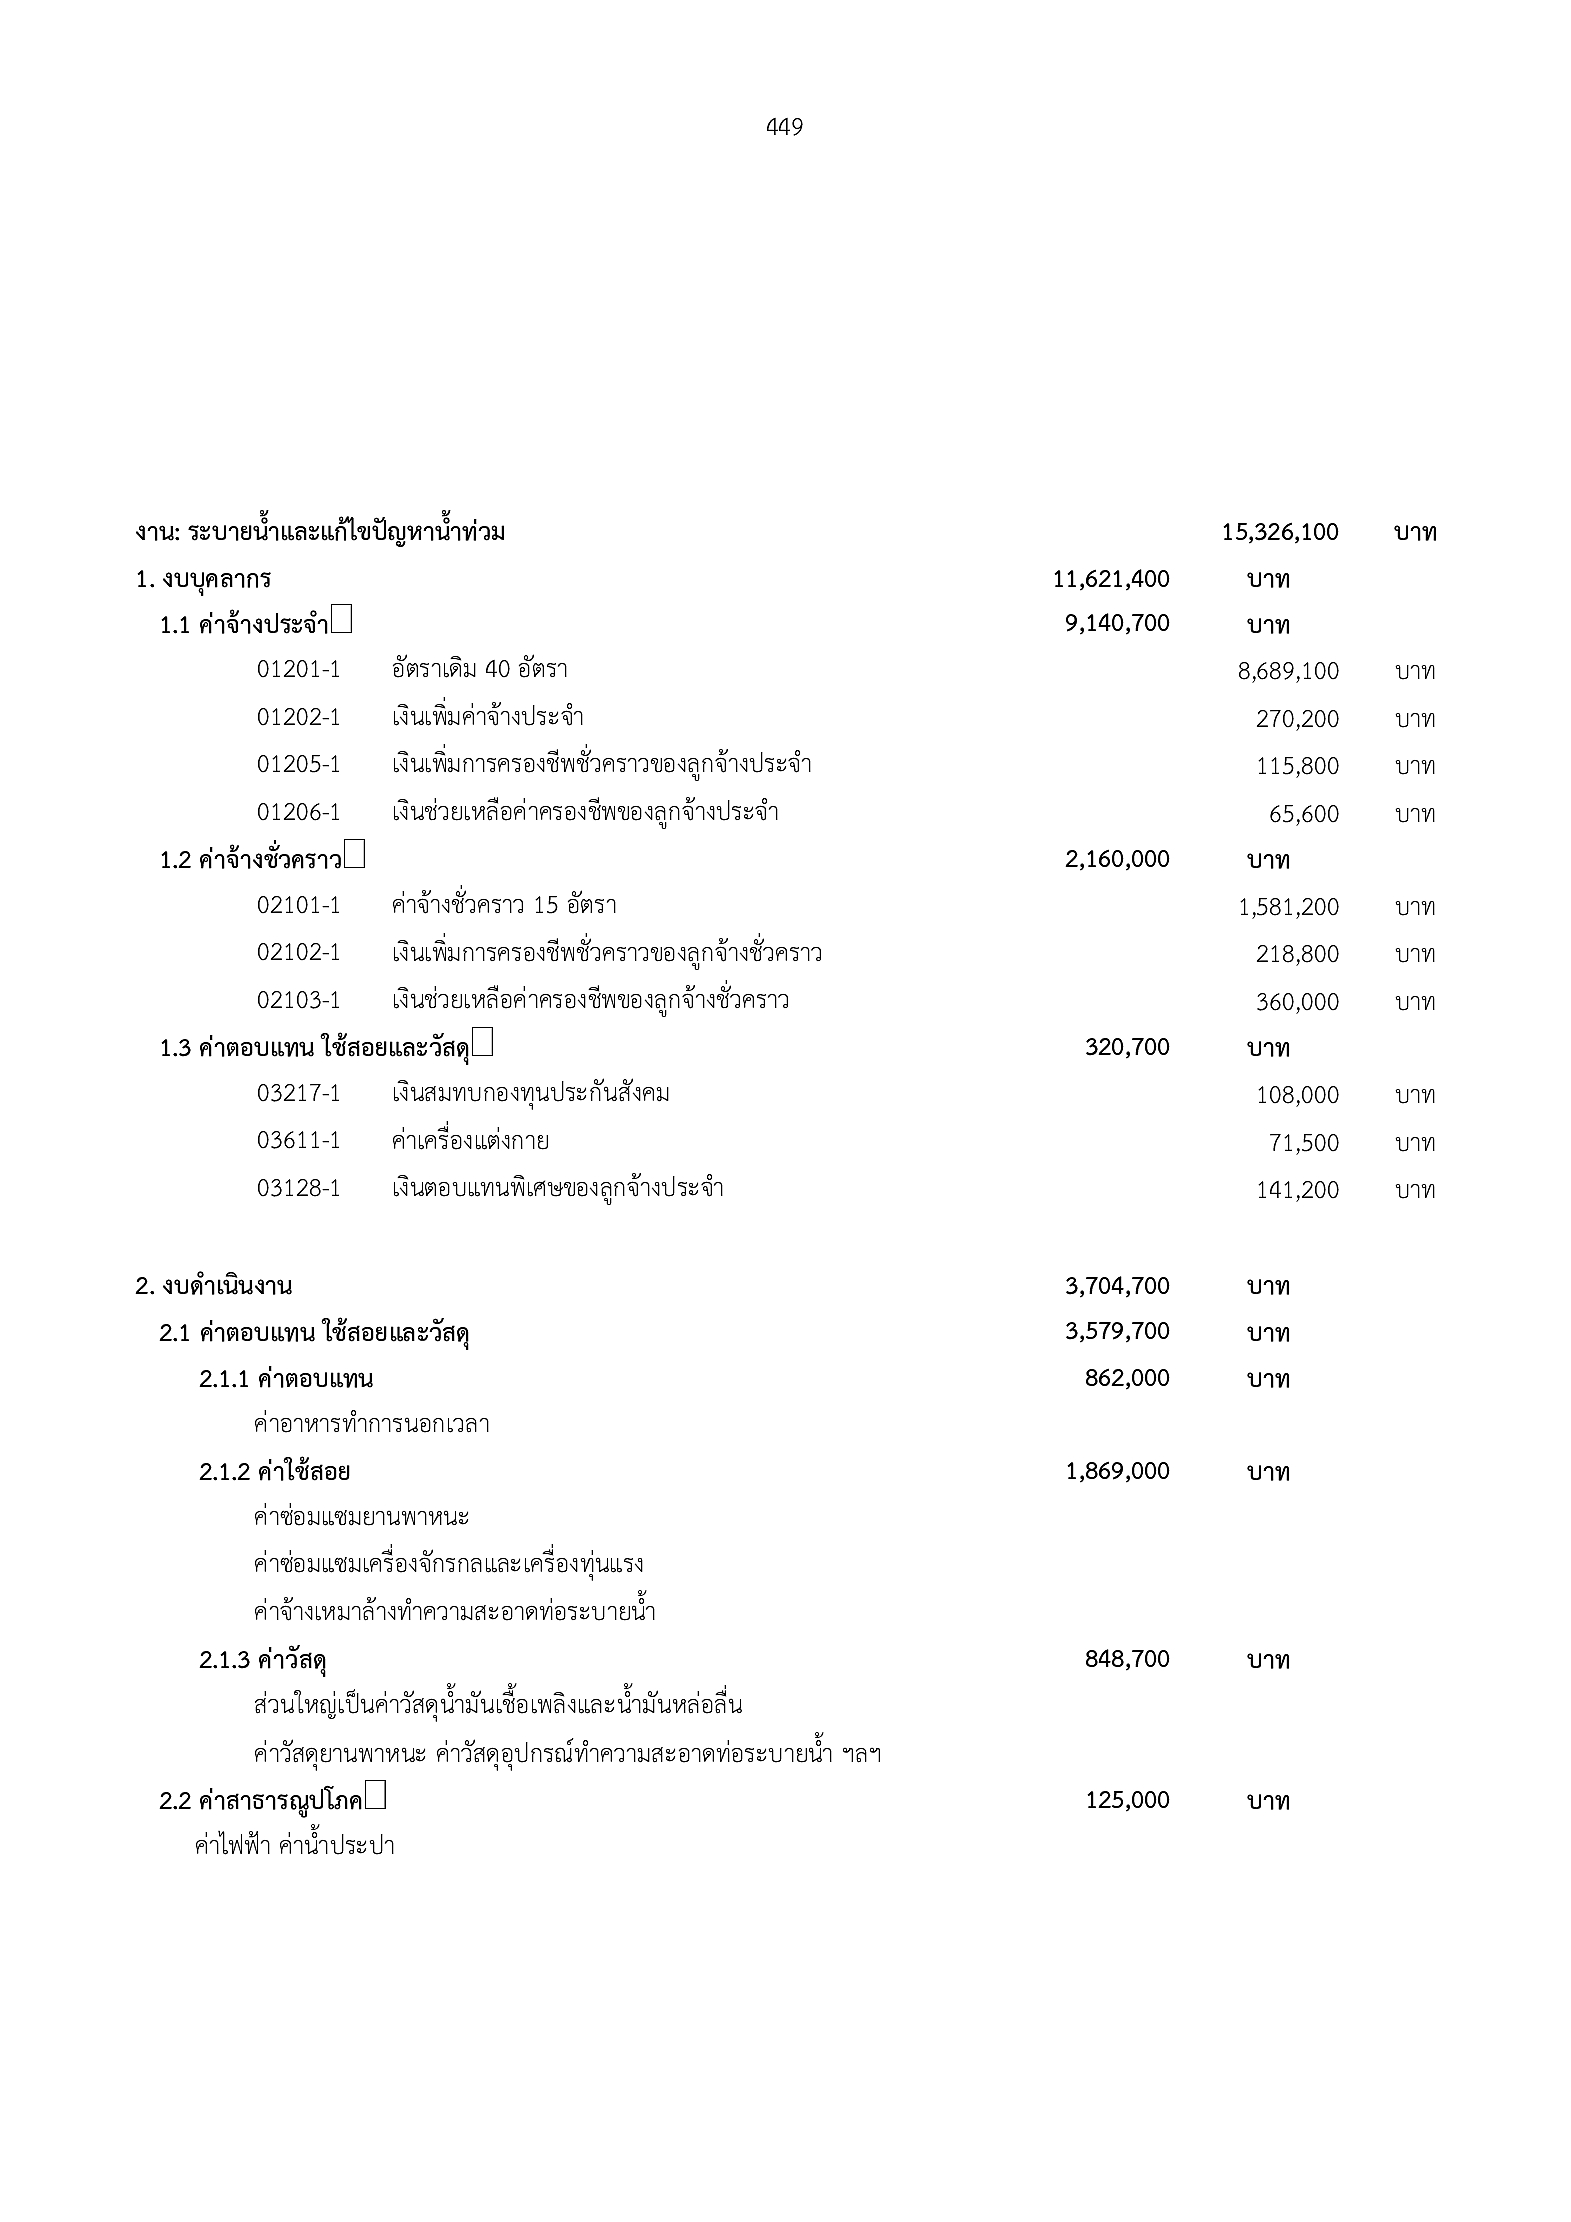 449
งาน: ระบายน้ำและแก้ไขปัญหาน้ำท่วม 15,326,100 บาท
1. งบบุคลากร 11,621,400 บาท
1.1 ค่าจ้างประจำ 9,140,700 บาท
01201-1 อัตราเดิม 40 อัตรา 8,689,100 บาท
01202-1 เงินเพิ่มค่าจ้างประจำ 270,200 บาท
01205-1 เงินเพิ่มการครองชีพชั่วคราวของลูกจ้างประจำ 115,800 บาท
01206-1 เงินช่วยเหลือค่าครองชีพของลูกจ้างประจำ 65,600 บาท
1.2 ค่าจ้างชั่วคราว 2,160,000 บาท
02101-1 ค่าจ้างชั่วคราว 15 อัตรา 1,581,200 บาท
02102-1 เงินเพิ่มการครองชีพชั่วคราวของลูกจ้างชั่วคราว 218,800 บาท
02103-1 เงินช่วยเหลือค่าครองชีพของลูกจ้างชั่วคราว 360,000 บาท
1.3 ค่าตอบแทน ใช้สอยและวัสดุ 320,700 บาท
03217-1 เงินสมทบกองทุนประกันสังคม 108,000 บาท
03611-1 ค่าเครื่องแต่งกาย 71,500 บาท
03128-1 เงินตอบแทนพิเศษของลูกจ้างประจำ 141,200 บาท
2. งบดำเนินงาน 3,704,700 บาท
2.1 ค่าตอบแทน ใช้สอยและวัสดุ 3,579,700 บาท
2.1.1 ค่าตอบแทน 862,000 บาท
ค่าอาหารทำการนอกเวลา
2.1.2 ค่าใช้สอย 1,869,000 บาท
ค่าซ่อมแซมยานพาหนะ
ค่าซ่อมแซมเครื่องจักรกลและเครื่องทุ่นแรง
ค่าจ้างเหมาล้างทำความสะอาดท่อระบายน้ำ
2.1.3 ค่าวัสดุ 848,700 บาท
ส่วนใหญ่เป็นค่าวัสดุน้ำมันเชื้อเพลิงและน้ำมันหล่อลื่น
ค่าวัสดุยานพาหนะ ค่าวัสดุอุปกรณ์ทำความสะอาดท่อระบายน้ำ ฯลฯ
2.2 ค่าสาธารณูปโภค 125,000 บาท
ค่าไฟฟ้า ค่าน้ำประปา